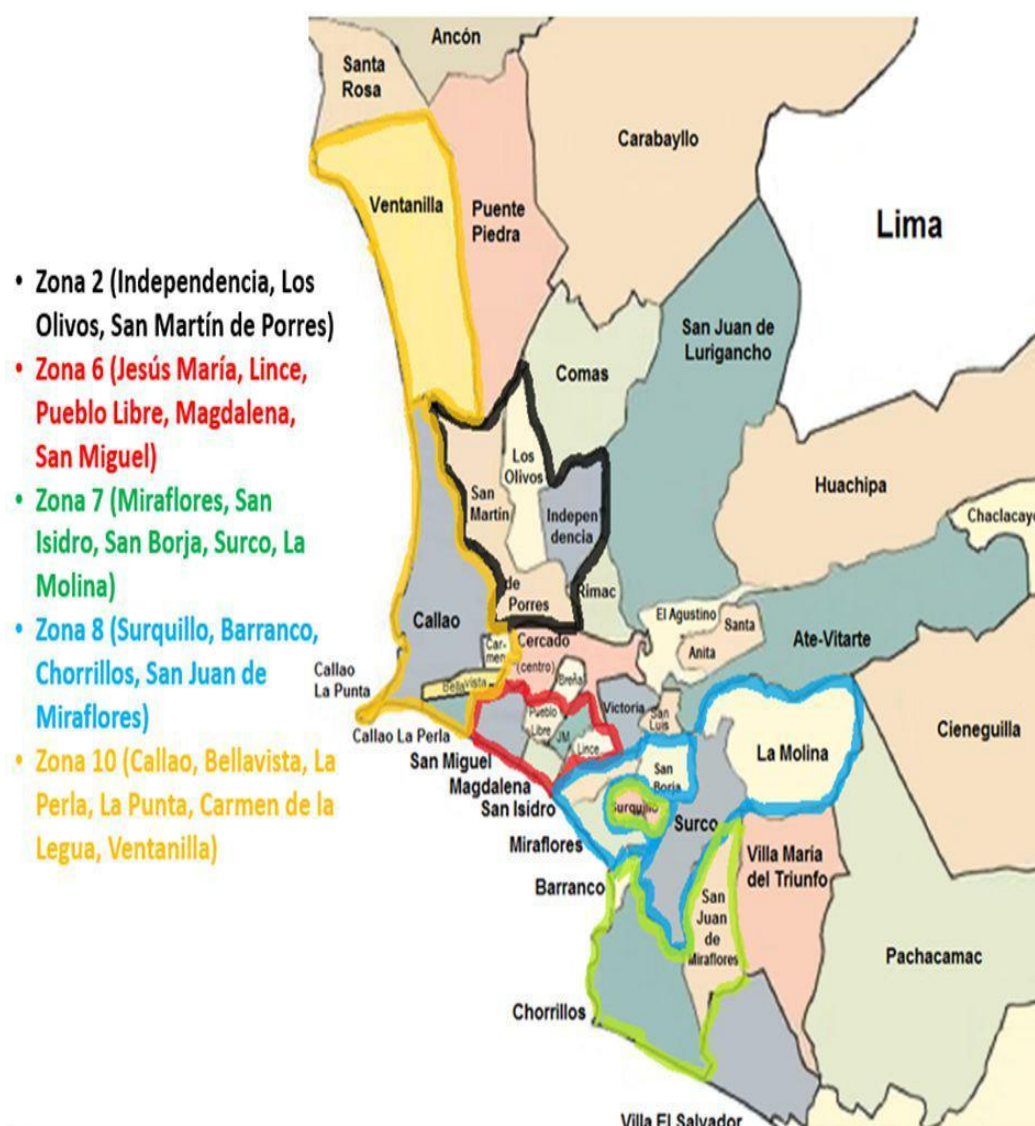 • Zona 2 (Independencia, Los
Olivos, San Martín de Porres)
• Zona 6 (Jesús María, Lince,
Pueblo Libre, Magdalena,
San Miguel)
• Zona 7 (Miraflores, San
Isidro, San Borja, Surco, La
Molina)
• Zona 8 (Surquillo, Barranco,
Chorrillos, San Juan de
Miraflores)
• Zona 10 (Callao, Bellavista, La
Perla, La Punta, Carmen de la
Legua, Ventanilla)
Ancón
Santa
Rosa
Carabayllo
Ventanilla
Puente
Piedra
Lima
San Juan de
Lurigancho
Comas
Los
Olivos
San
Martín
de
Porres
Indepen
dencia
Huachipa
Chaclacayo
Rimac
El Agustino
Santa
Anita
Ate-Vitarte
Callao
Car-
men
Cercado
(centro)
Callao
La Punta
Bellavista
Breña
Callao La Perla
Pueblo
Libre
JM
Victoria
San
Luis
Lince
La Molina
Cieneguilla
San Miguel
Magdalena
San Isidro
San
Borja
Surquillo
Surco
Miraflores
Barranco
Villa María
del Triunfo
San
Juan
de
Miraflores
Pachacamac
Chorrillos
Villa El Salvador